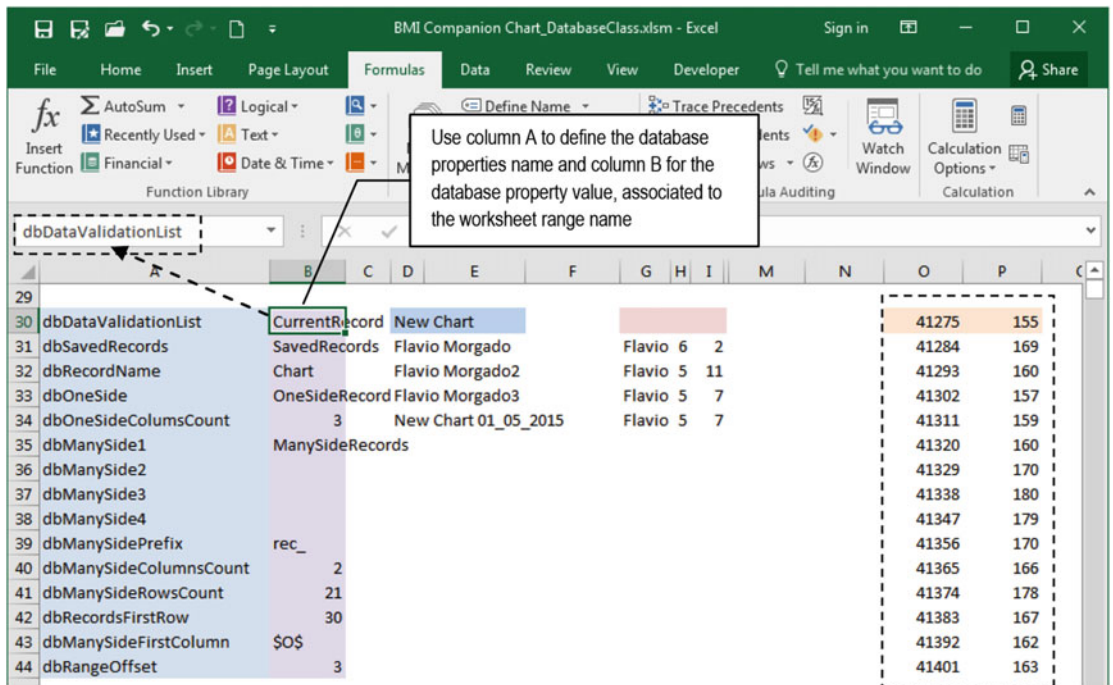 BMI Companion Chart_DatabaseClass.xlsm - Excel Sign in
File Home Insert Page Layout Formulas Data Review View Developer Tell me what you want to do Share
fx Insert Function
AutoSum
Recently Used
Financial
Logical
Text
Date & Time
Function Library
Define Name
Trace Precedents
Watch Window
Calculation Options
Calculation
Use column A to define the database
properties name and column B for the
database property value, associated to
the worksheet range name
dbDataValidationList
A B C D E F G H I M N O P
29
30 dbDataValidationList CurrentRecord New Chart 41275 155
31 dbSavedRecords SavedRecords Flavio Morgado Flavio 6 2 41284 169
32 dbRecordName Chart Flavio Morgado2 Flavio 5 11 41293 160
33 dbOneSide OneSideRecord Flavio Morgado3 Flavio 5 7 41302 157
34 dbOneSideColumsCount 3 New Chart 01_05_2015 Flavio 5 7 41311 159
35 dbManySide1 ManySideRecords 41320 160
36 dbManySide2 41329 170
37 dbManySide3 41338 180
38 dbManySide4 41347 179
39 dbManySidePrefix rec_ 41356 170
40 dbManySideColumnsCount 2 41365 166
41 dbManySideRowsCount 21 41374 178
42 dbRecordsFirstRow 30 41383 167
43 dbManySideFirstColumn $O$ 41392 162
44 dbRangeOffset 3 41401 163